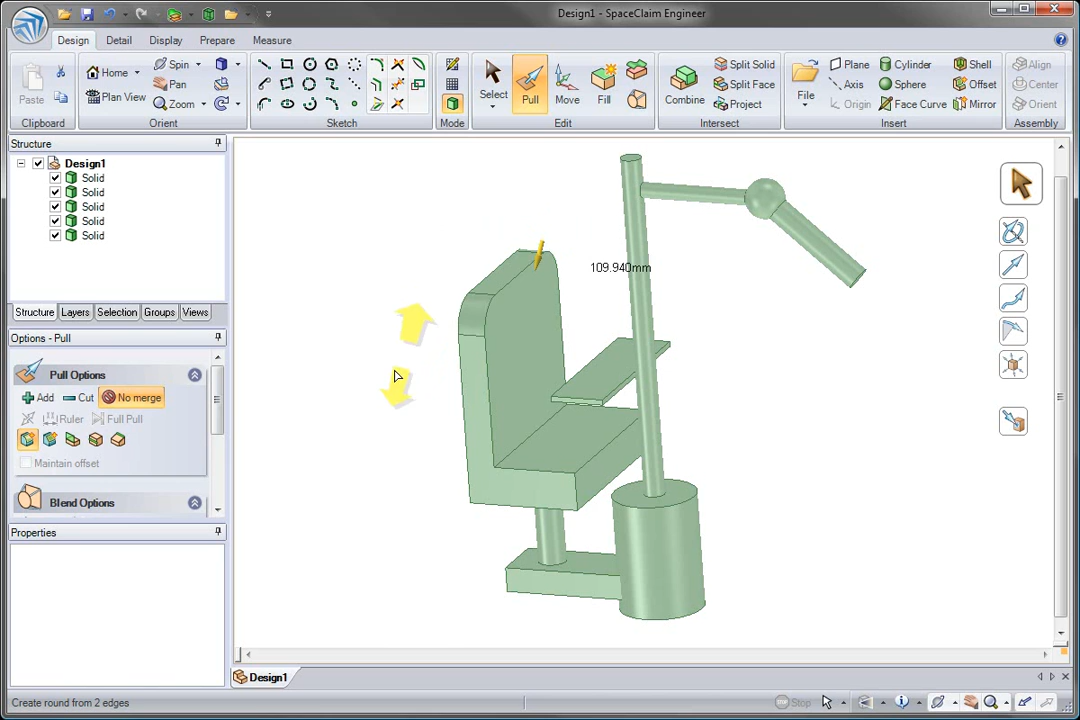 Design1 - SpaceClaim Engineer
Design Detail Display Prepare Measure
Paste
Clipboard
Home
Plan View
Spin
Pan
Zoom
Orient
Sketch
Mode
Select
Pull
Move
Fill
Edit
Combine
Split Solid
Split Face
Project
Intersect
File
Plane
Axis
Origin
Cylinder
Sphere
Face Curve
Shell
Offset
Mirror
Insert
Align
Center
Orient
Assembly
Structure
Design1
Solid
Solid
Solid
Solid
Solid
Structure Layers Selection Groups Views
Options - Pull
Pull Options
Add Cut No merge
Ruler Full Pull
Maintain offset
Blend Options
Properties
109.940mm
Design1
Create round from 2 edges
Stop